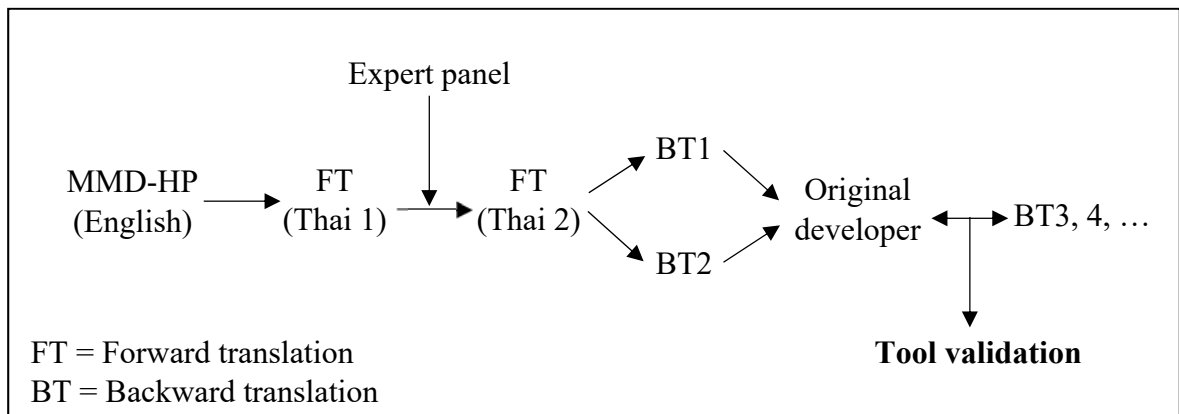 Expert panel
MMD-HP
(English)
FT
(Thai 1)
FT
(Thai 2)
BT1
BT2
Original
developer
BT3, 4, …
Tool validation
FT = Forward translation
BT = Backward translation